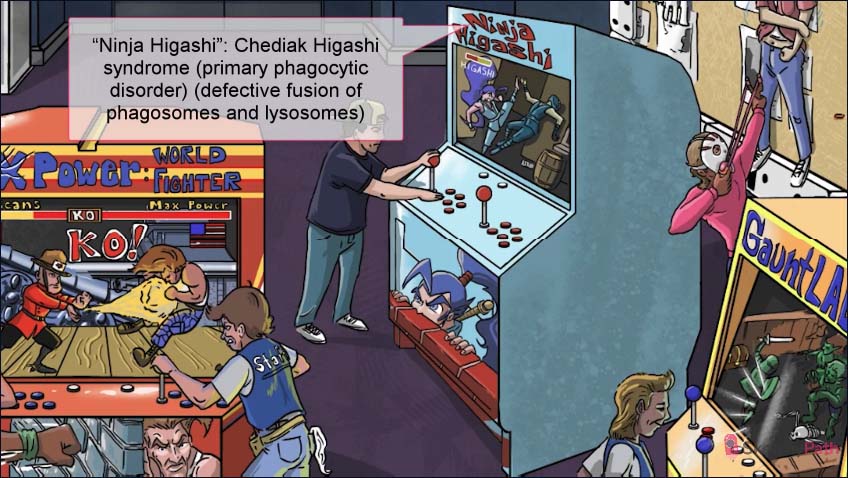 “Ninja Higashi”: Chediak Higashi
syndrome (primary phagocytic
disorder) (defective fusion of
phagosomes and lysosomes)
Ninja
Higashi
HIGASHI
X Power: WORLD
FIGHTER
Max Power
KO
KO!
GauntLA
Path